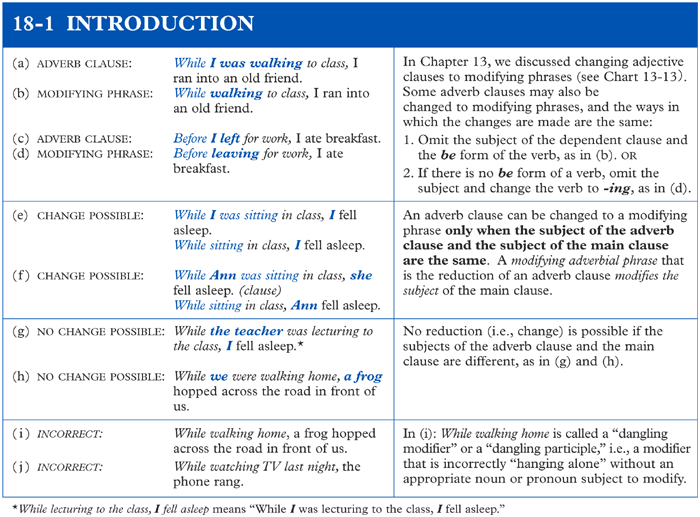 18-1 INTRODUCTION
(a) ADVERB CLAUSE: While I was walking to class, I
ran into an old friend.
(b) MODIFYING PHRASE: While walking to class, I ran into
an old friend.
(c) ADVERB CLAUSE: Before I left for work, I ate breakfast.
(d) MODIFYING PHRASE: Before leaving for work, I ate
breakfast.
In Chapter 13, we discussed changing adjective
clauses to modifying phrases (see Chart 13-13).
Some adverb clauses may also be
changed to modifying phrases, and the ways in
which the changes are made are the same:
1. Omit the subject of the dependent clause and
the be form of the verb, as in (b). OR
2. If there is no be form of a verb, omit the
subject and change the verb to -ing, as in (d).
(e) CHANGE POSSIBLE: While I was sitting in class, I fell
asleep.
While sitting in class, I fell asleep.
(f) CHANGE POSSIBLE: While Ann was sitting in class, she
fell asleep. (clause)
While sitting in class, Ann fell asleep.
An adverb clause can be changed to a modifying
phrase only when the subject of the adverb
clause and the subject of the main clause
are the same. A modifying adverbial phrase that
is the reduction of an adverb clause modifies the
subject of the main clause.
(g) NO CHANGE POSSIBLE: While the teacher was lecturing to
the class, I fell asleep.*
(h) NO CHANGE POSSIBLE: While we were walking home, a frog
hopped across the road in front of
us.
No reduction (i.e., change) is possible if the
subjects of the adverb clause and the main
clause are different, as in (g) and (h).
(i) INCORRECT: While walking home, a frog hopped
across the road in front of us.
(j) INCORRECT: While watching TV last night, the
phone rang.
In (i): While walking home is called a “dangling
modifier” or a “dangling participle,” i.e., a modifier
that is incorrectly “hanging alone” without an
appropriate noun or pronoun subject to modify.
*While lecturing to the class, I fell asleep means “While I was lecturing to the class, I fell asleep.”